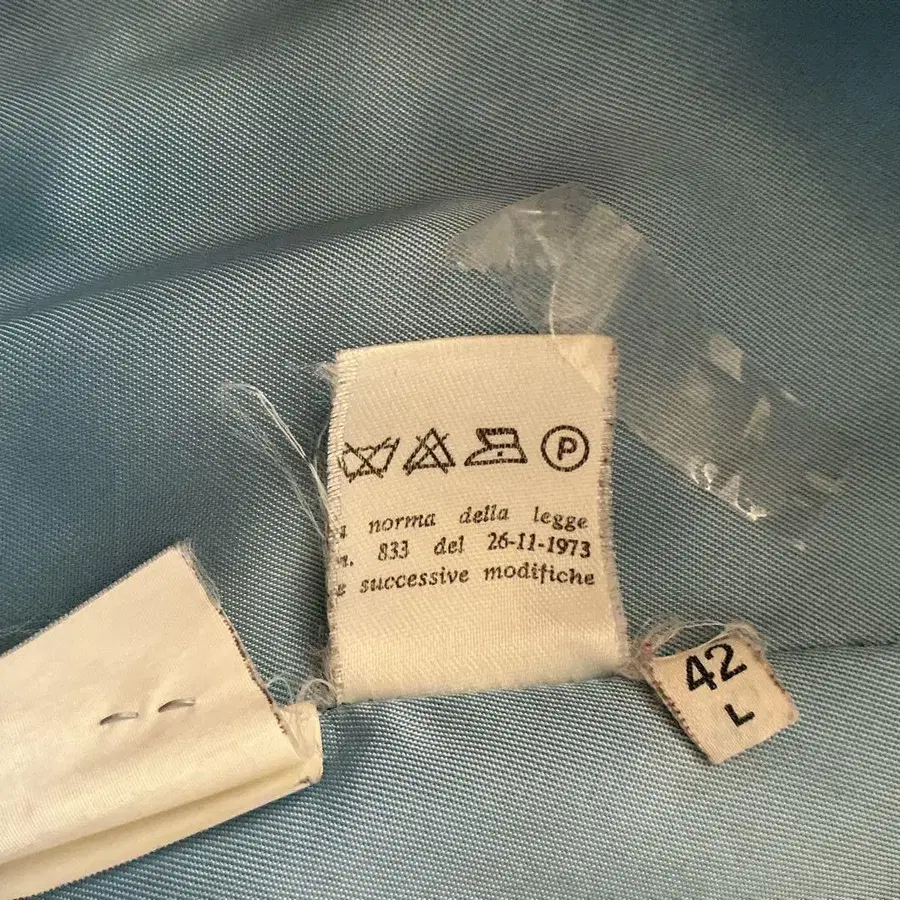 P
a norma della legge
n. 833 del 26-11-1973
e successive modifiche
42
L